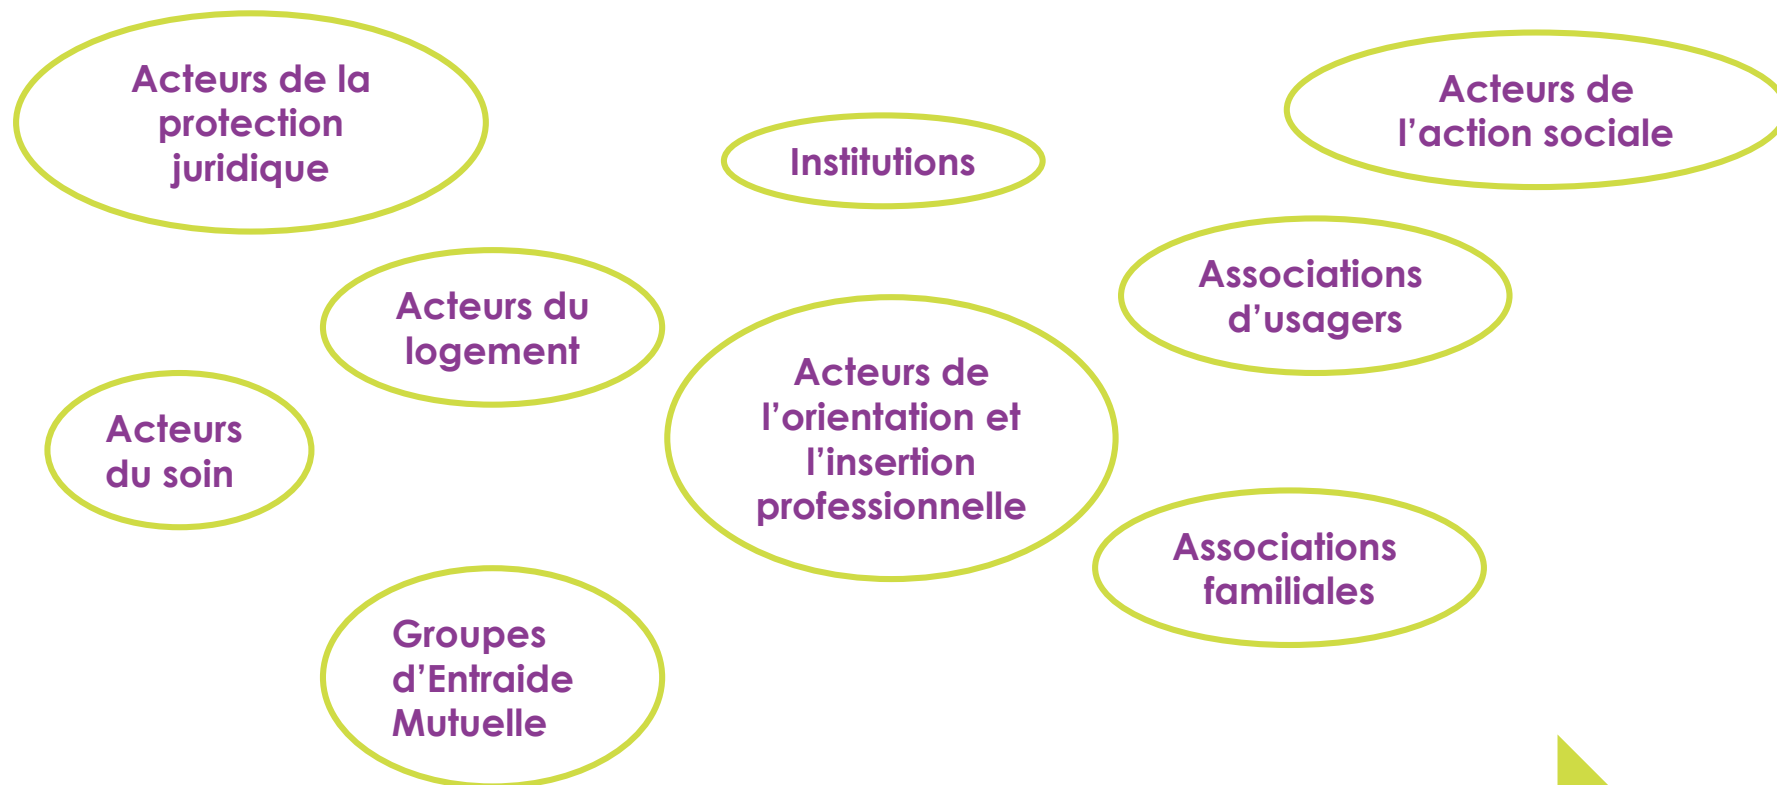 Acteurs de la
protection
juridique
Institutions
Acteurs de
l’action sociale
Acteurs du
logement
Associations
d’usagers
Acteurs
du soin
Acteurs de
l’orientation et
l’insertion
professionnelle
Associations
familiales
Groupes
d’Entraide
Mutuelle